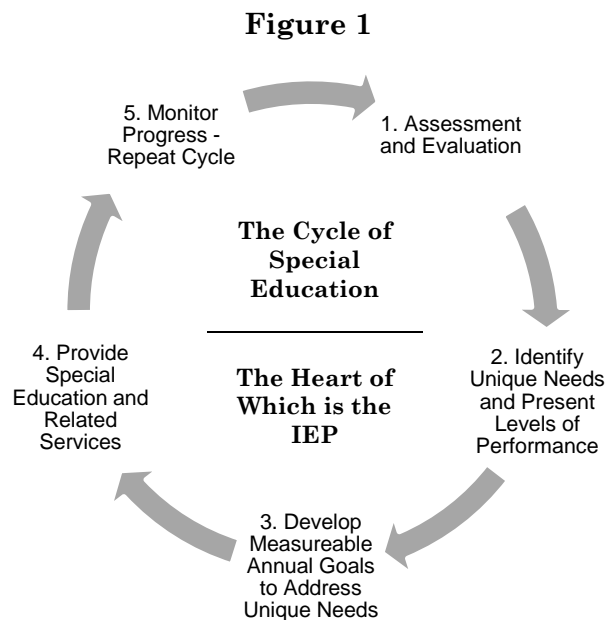 Figure 1
5. Monitor
Progress -
Repeat Cycle
1. Assessment
and Evaluation
The Cycle of
Special
Education
2. Identify
Unique Needs
and Present
Levels of
Performance
4. Provide
Special
Education and
Related
Services
The Heart of
Which is the
IEP
3. Develop
Measureable
Annual Goals
to Address
Unique Needs